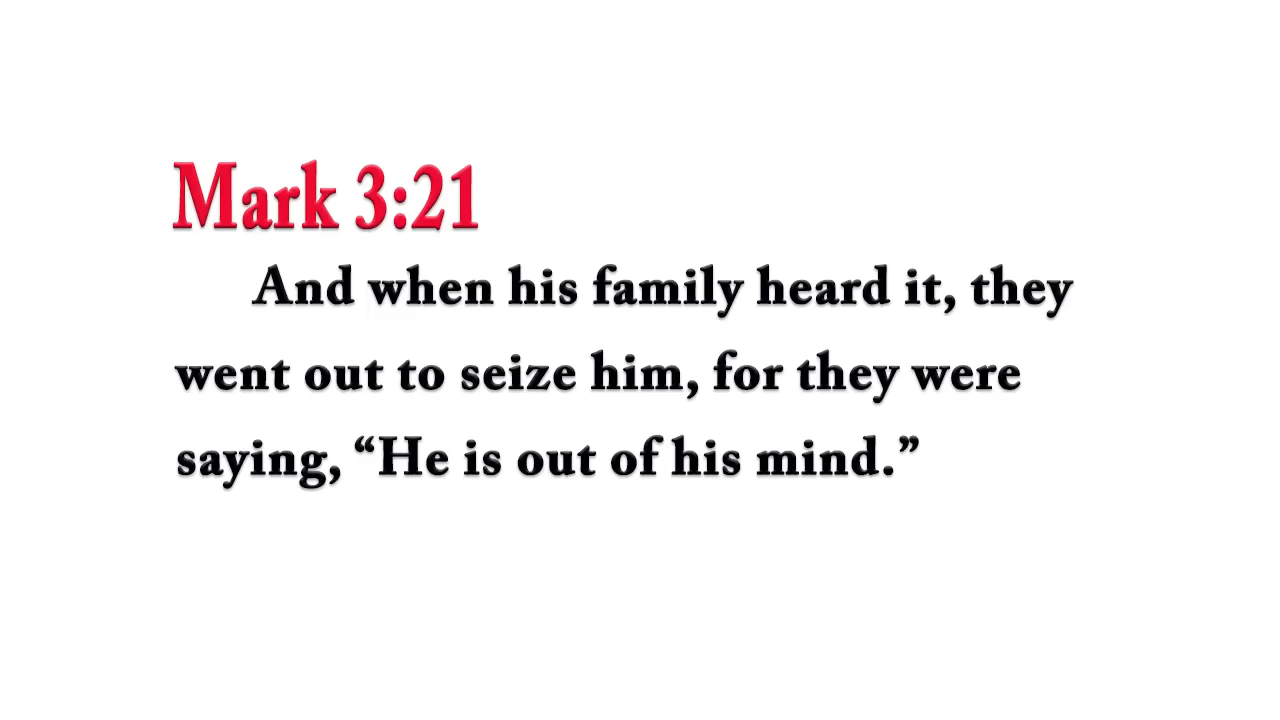 Mark 3:21
And when his family heard it, they
went out to seize him, for they were
saying, “He is out of his mind.”